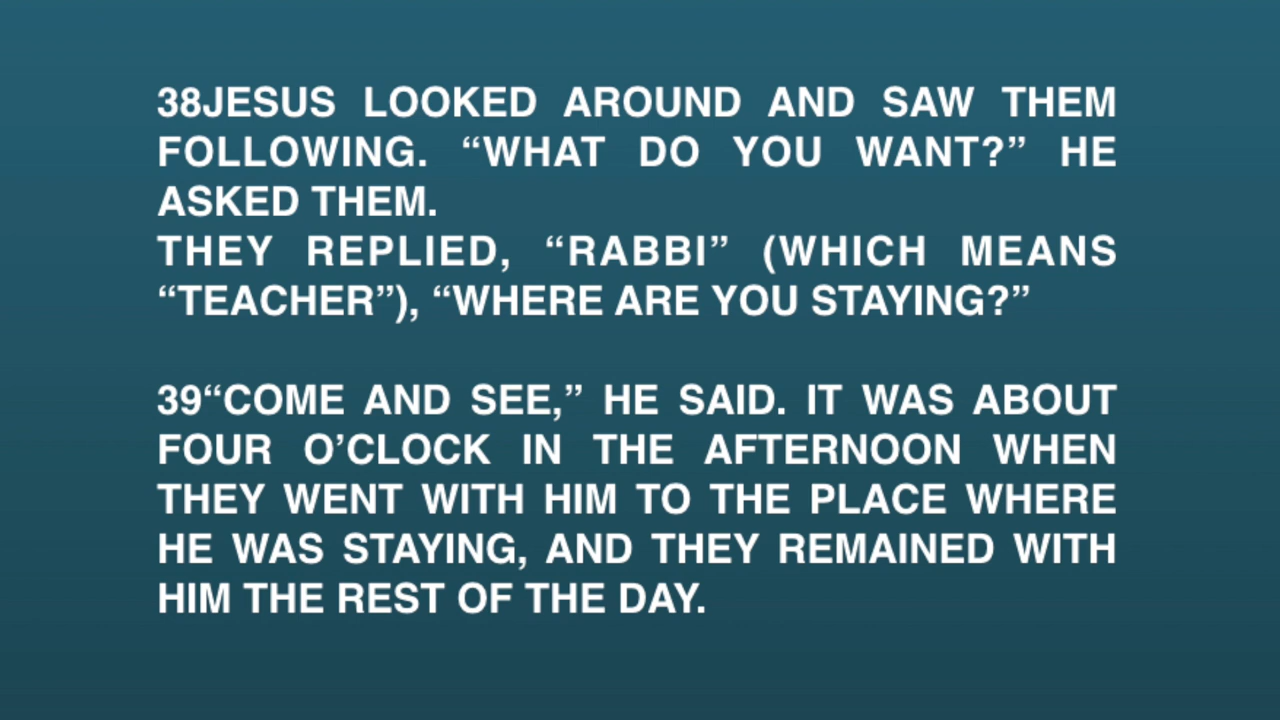 38JESUS LOOKED AROUND AND SAW THEM
FOLLOWING. “WHAT DO YOU WANT?” HE
ASKED THEM.
THEY REPLIED, “RABBI” (WHICH MEANS
“TEACHER”), “WHERE ARE YOU STAYING?”
39“COME AND SEE,” HE SAID. IT WAS ABOUT
FOUR O’CLOCK IN THE AFTERNOON WHEN
THEY WENT WITH HIM TO THE PLACE WHERE
HE WAS STAYING, AND THEY REMAINED WITH
HIM THE REST OF THE DAY.